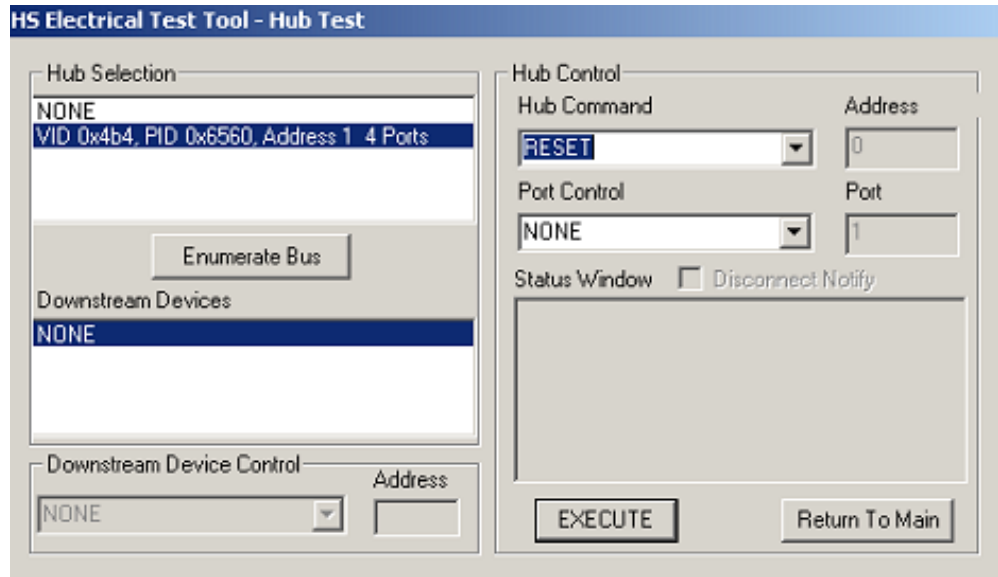 HS Electrical Test Tool - Hub Test
Hub Selection
NONE
VID 0x4b4, PID 0x6560, Address 1 4 Ports
Enumerate Bus
Downstream Devices
NONE
Downstream Device Control
Address
NONE
Hub Control
Hub Command
Address
RESET
0
Port Control
Port
NONE
1
Status Window
Disconnect Notify
EXECUTE
Return To Main